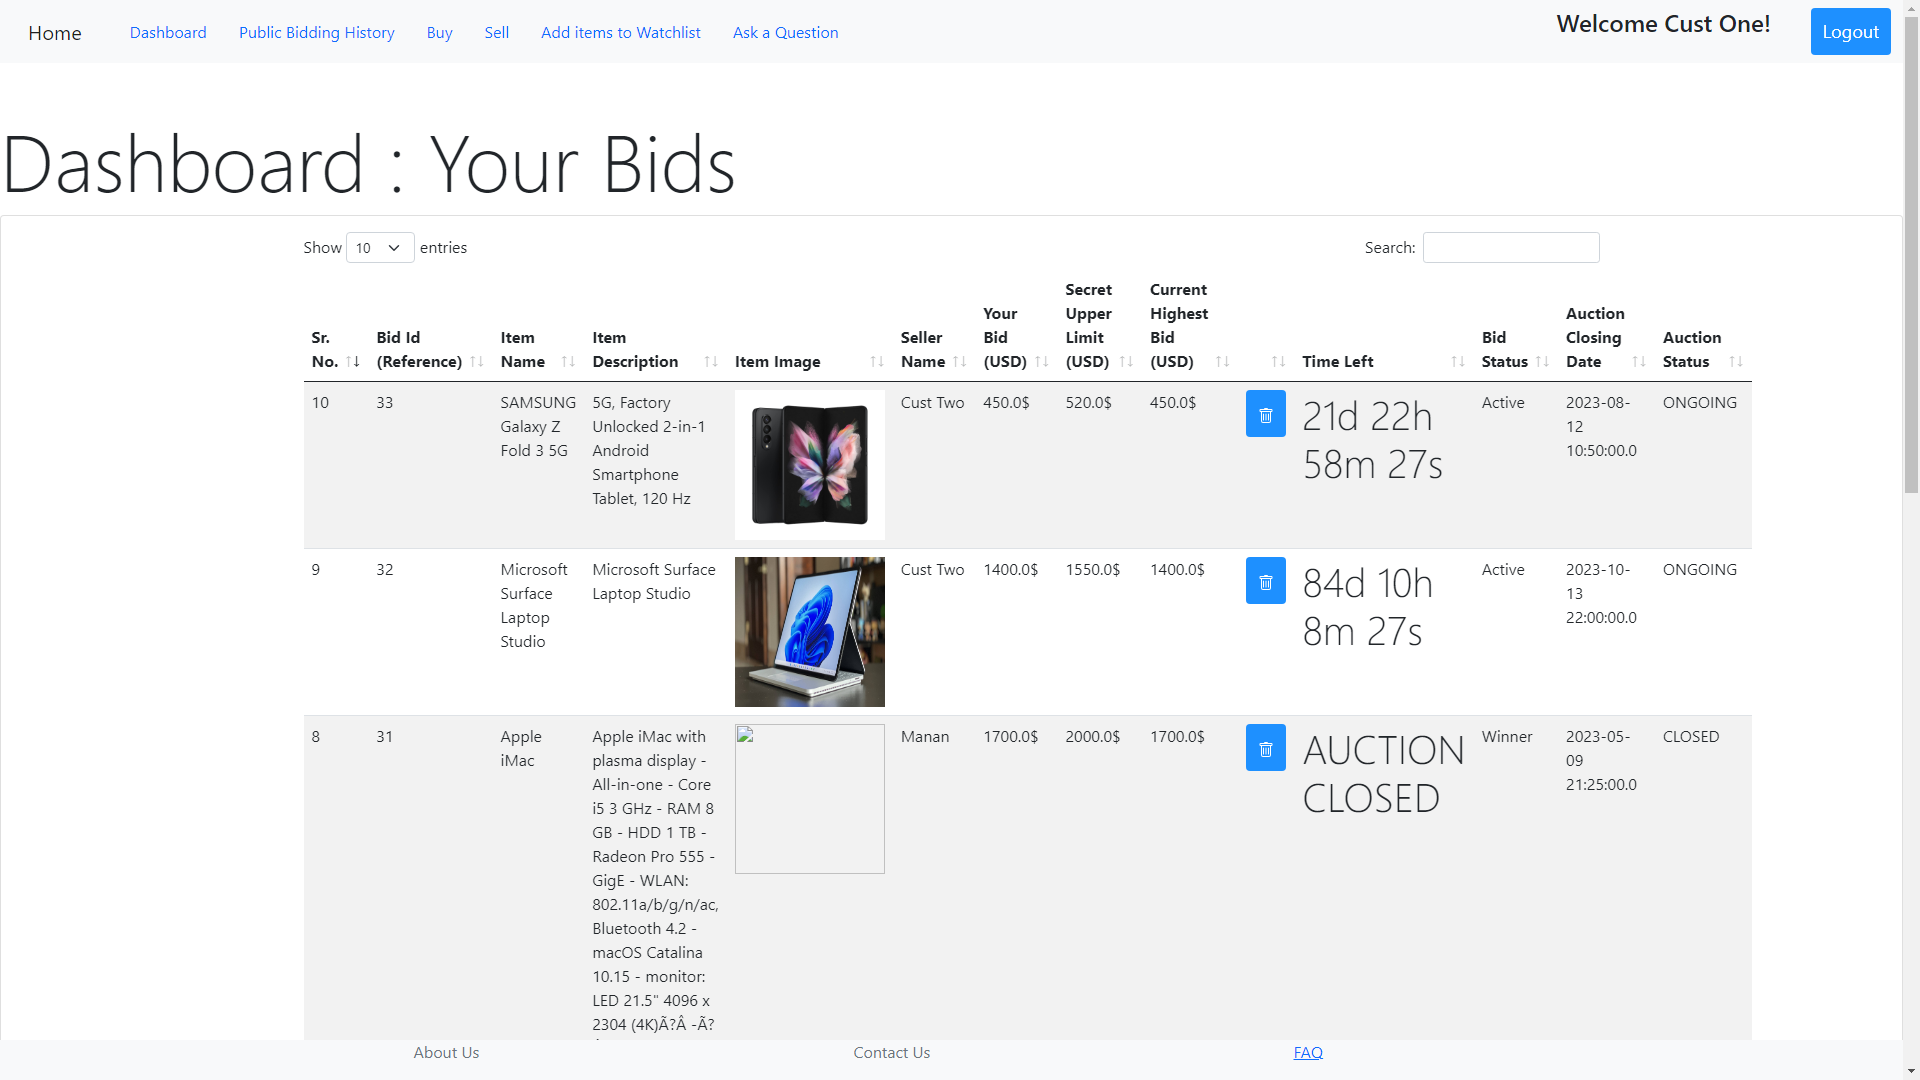 Home Dashboard Public Bidding History Buy Sell Add items to Watchlist Ask a Question Welcome Cust One! Logout
Dashboard : Your Bids
Show 10 entries Search:
Sr. No. Bid Id (Reference) Item Name Item Description Item Image Seller Name Your Bid (USD) Secret Upper Limit (USD) Current Highest Bid (USD) Time Left Bid Status Auction Closing Date Auction Status
10 33 SAMSUNG Galaxy Z Fold 3 5G 5G, Factory Unlocked 2-in-1 Android Smartphone Tablet, 120 Hz Cust Two 450.0$ 520.0$ 450.0$ 21d 22h 58m 27s Active 2023-08-12 10:50:00.0 ONGOING
9 32 Microsoft Surface Laptop Studio Microsoft Surface Laptop Studio Cust Two 1400.0$ 1550.0$ 1400.0$ 84d 10h 8m 27s Active 2023-10-13 22:00:00.0 ONGOING
8 31 Apple iMac Apple iMac with plasma display - All-in-one - Core i5 3 GHz - RAM 8 GB - HDD 1 TB - Radeon Pro 555 - GigE - WLAN: 802.11a/b/g/n/ac, Bluetooth 4.2 - macOS Catalina 10.15 - monitor: LED 21.5" 4096 x 2304 (4K)Ã?Â -Ã? Manan 1700.0$ 2000.0$ 1700.0$ AUCTION CLOSED Winner 2023-05-09 21:25:00.0 CLOSED
About Us Contact Us FAQ